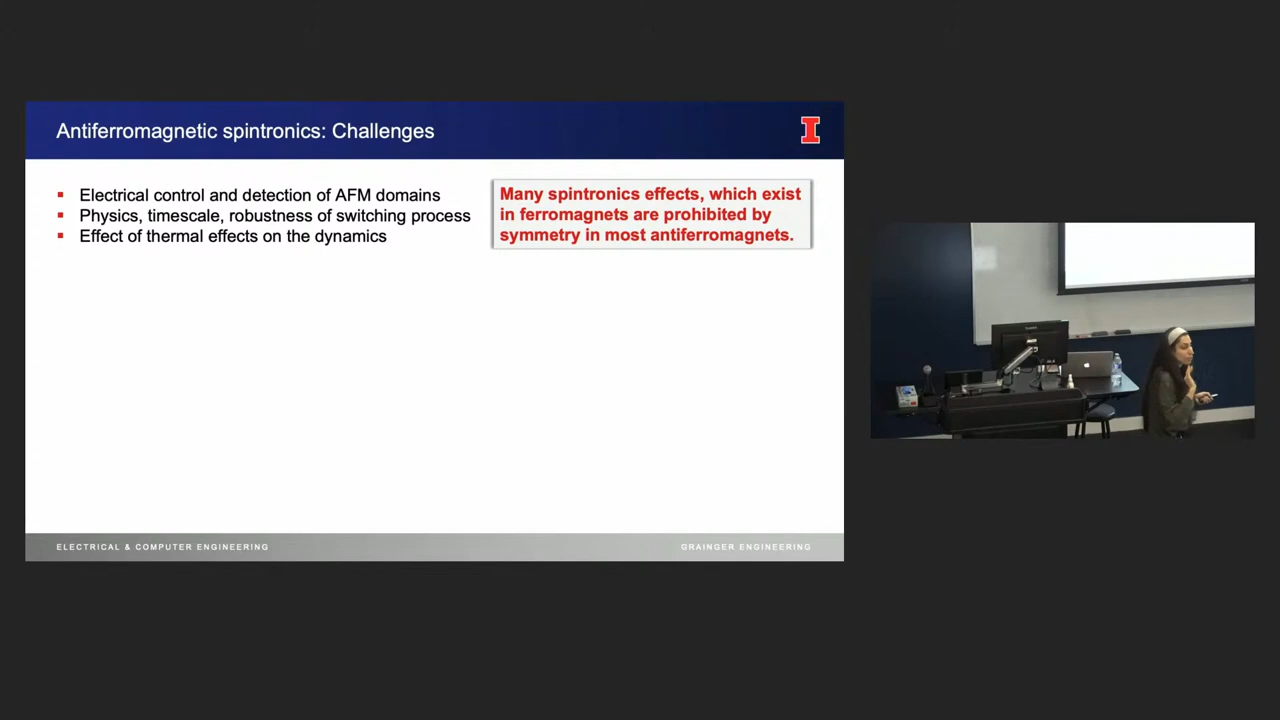 Antiferromagnetic spintronics: Challenges
I
▪ Electrical control and detection of AFM domains
▪ Physics, timescale, robustness of switching process
▪ Effect of thermal effects on the dynamics
Many spintronics effects, which exist
in ferromagnets are prohibited by
symmetry in most antiferromagnets.
ELECTRICAL & COMPUTER ENGINEERING
GRAINGER ENGINEERING